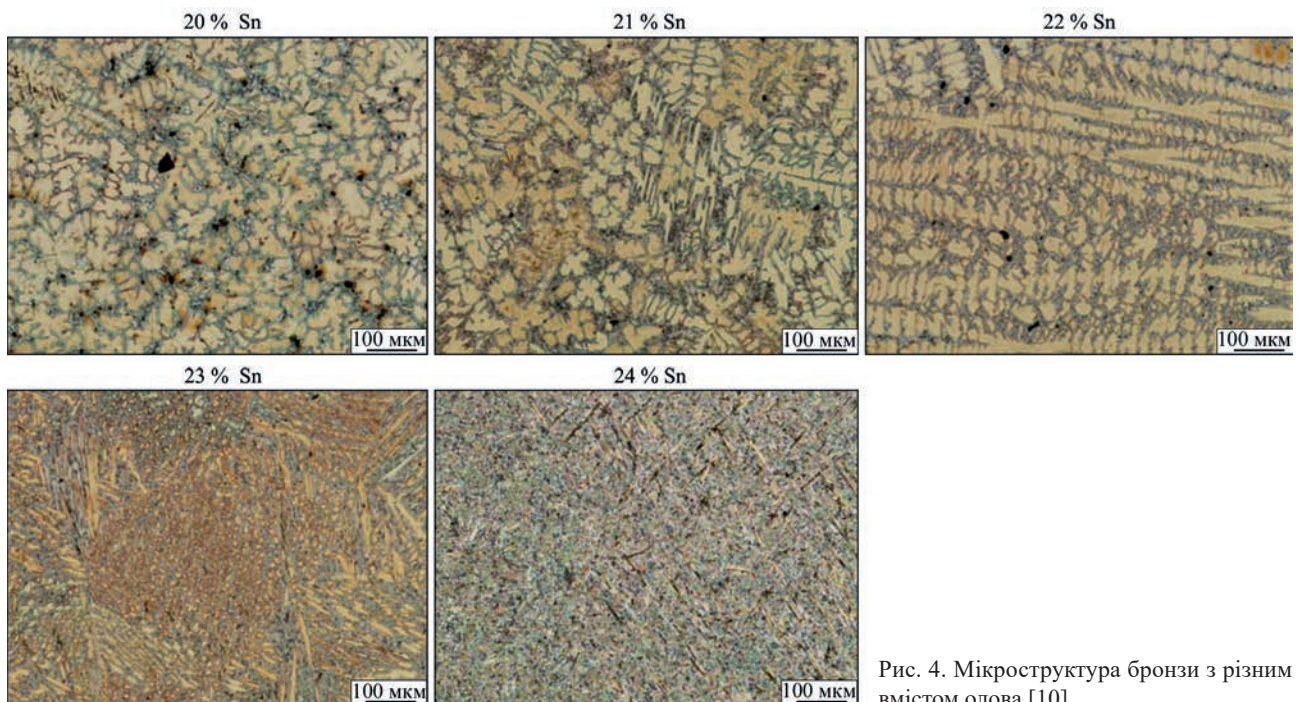 20 % Sn
21 % Sn
22 % Sn
100 мкм
100 мкм
100 мкм
23 % Sn
24 % Sn
100 мкм
100 мкм
Рис. 4. Мікроструктура бронзи з різним
вмістом олова [10]